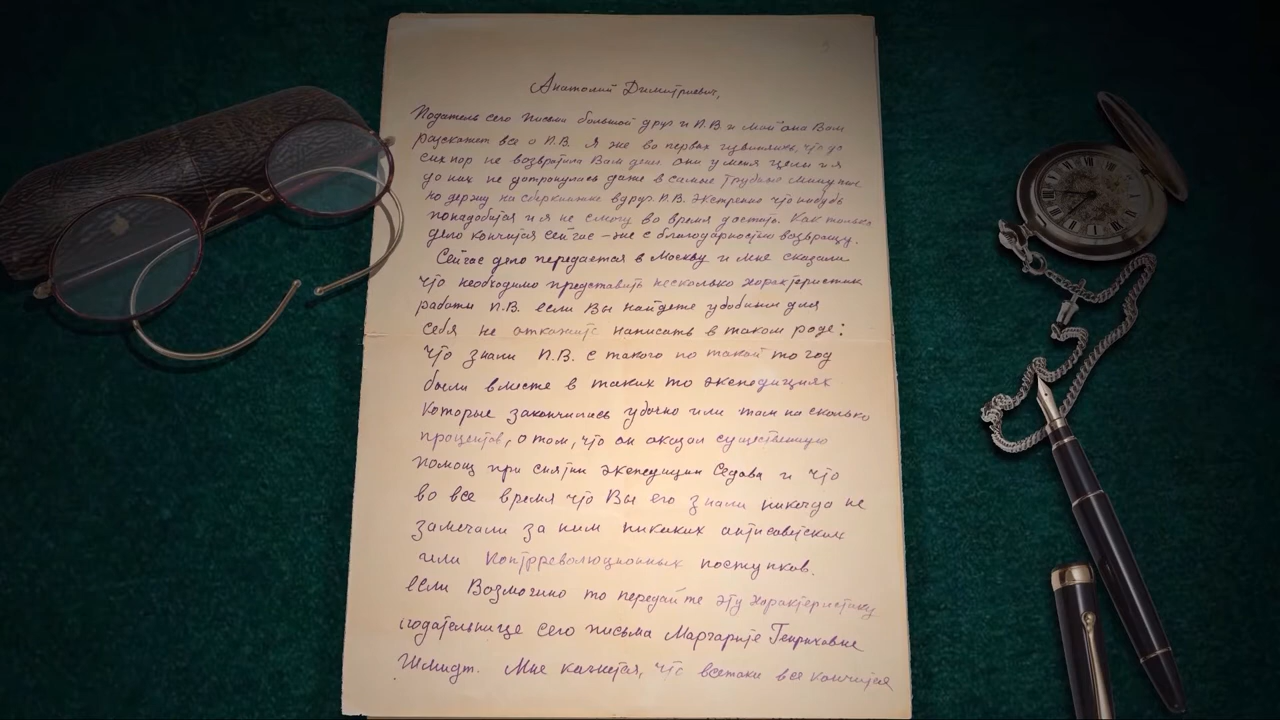 Анатолий Димитриевич,
Податель сего письма большой друг и П.В. и мой она Вам
расскажет все о П.В. Я же во первых извиняюсь, что до
сих пор не возвратила Вам денег они у меня целы и я
до них не дотронулась даже в самые трудные минуты
но держу на сбережении вдруг П.В. экстренно что нибудь
понадобится и я не смогу во время достать. Как только
дело кончится сейчас-же с благодарностью возвращу.
Сейчас дело передается в Москву и мне сказали
что необходимо представить несколько характеристик
работы П.В. если Вы найдете удобным для
себя не откажите написать в таком роде:
что знали П.В. с такого по такой то год
были вместе в таких то экспедициях
которые закончились удачно или там на сколько
процентов, о том, что он оказал существенную
помощ при снятии экспедиции Седова и что
во все время что Вы его знали никогда не
замечали за ним никаких антисоветских
или контрреволюционных поступков.
если Возможно то передайте эту характеристику
подательнице сего письма Маргарите Генриховне
Шмидт. Мне кажется, что всетаки все кончится